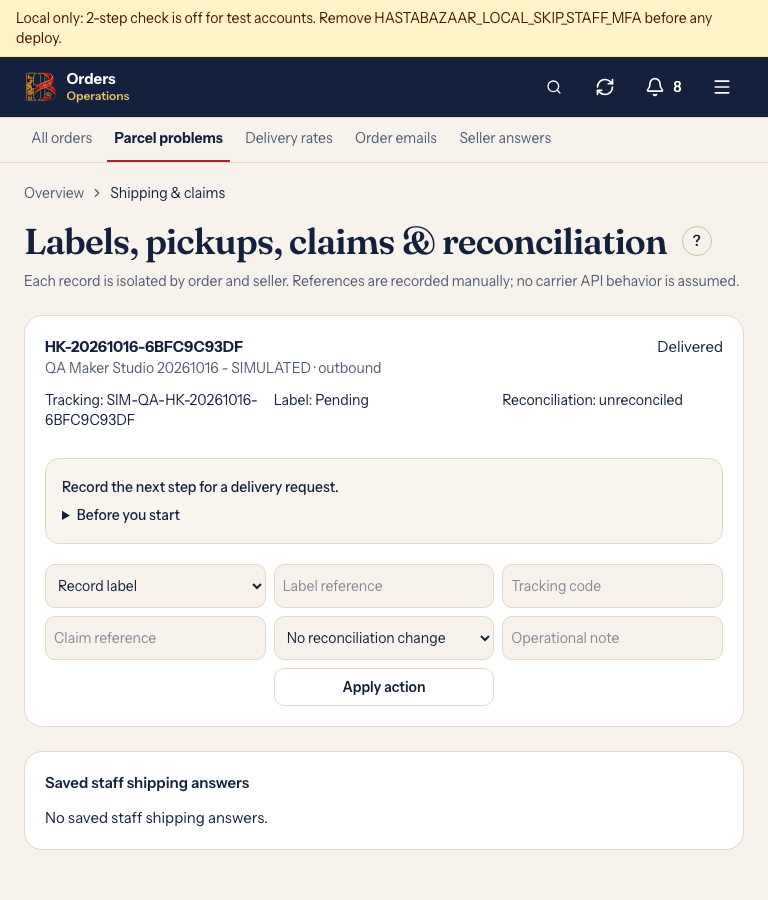 Local only: 2-step check is off for test accounts. Remove HASTABAZAAR_LOCAL_SKIP_STAFF_MFA before any
deploy.
Orders
Operations
8
All orders
Parcel problems
Delivery rates
Order emails
Seller answers
Overview
Shipping & claims
Labels, pickups, claims & reconciliation
?
Each record is isolated by order and seller. References are recorded manually; no carrier API behavior is assumed.
HK-20261016-6BFC9C93DF
Delivered
QA Maker Studio 20261016 - SIMULATED · outbound
Tracking: SIM-QA-HK-20261016-
6BFC9C93DF
Label: Pending
Reconciliation: unreconciled
Record the next step for a delivery request.
Before you start
Record label
Label reference
Tracking code
Claim reference
No reconciliation change
Operational note
Apply action
Saved staff shipping answers
No saved staff shipping answers.